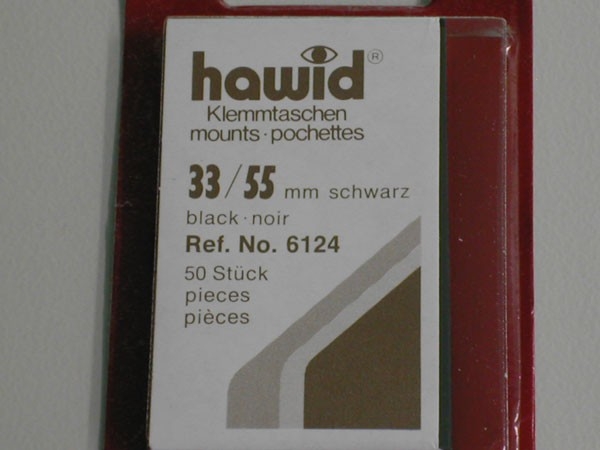 hawid®
Klemmtaschen
mounts·pochettes
33/55 mm schwarz
black·noir
Ref. No. 6124
50 Stück
pieces
pièces